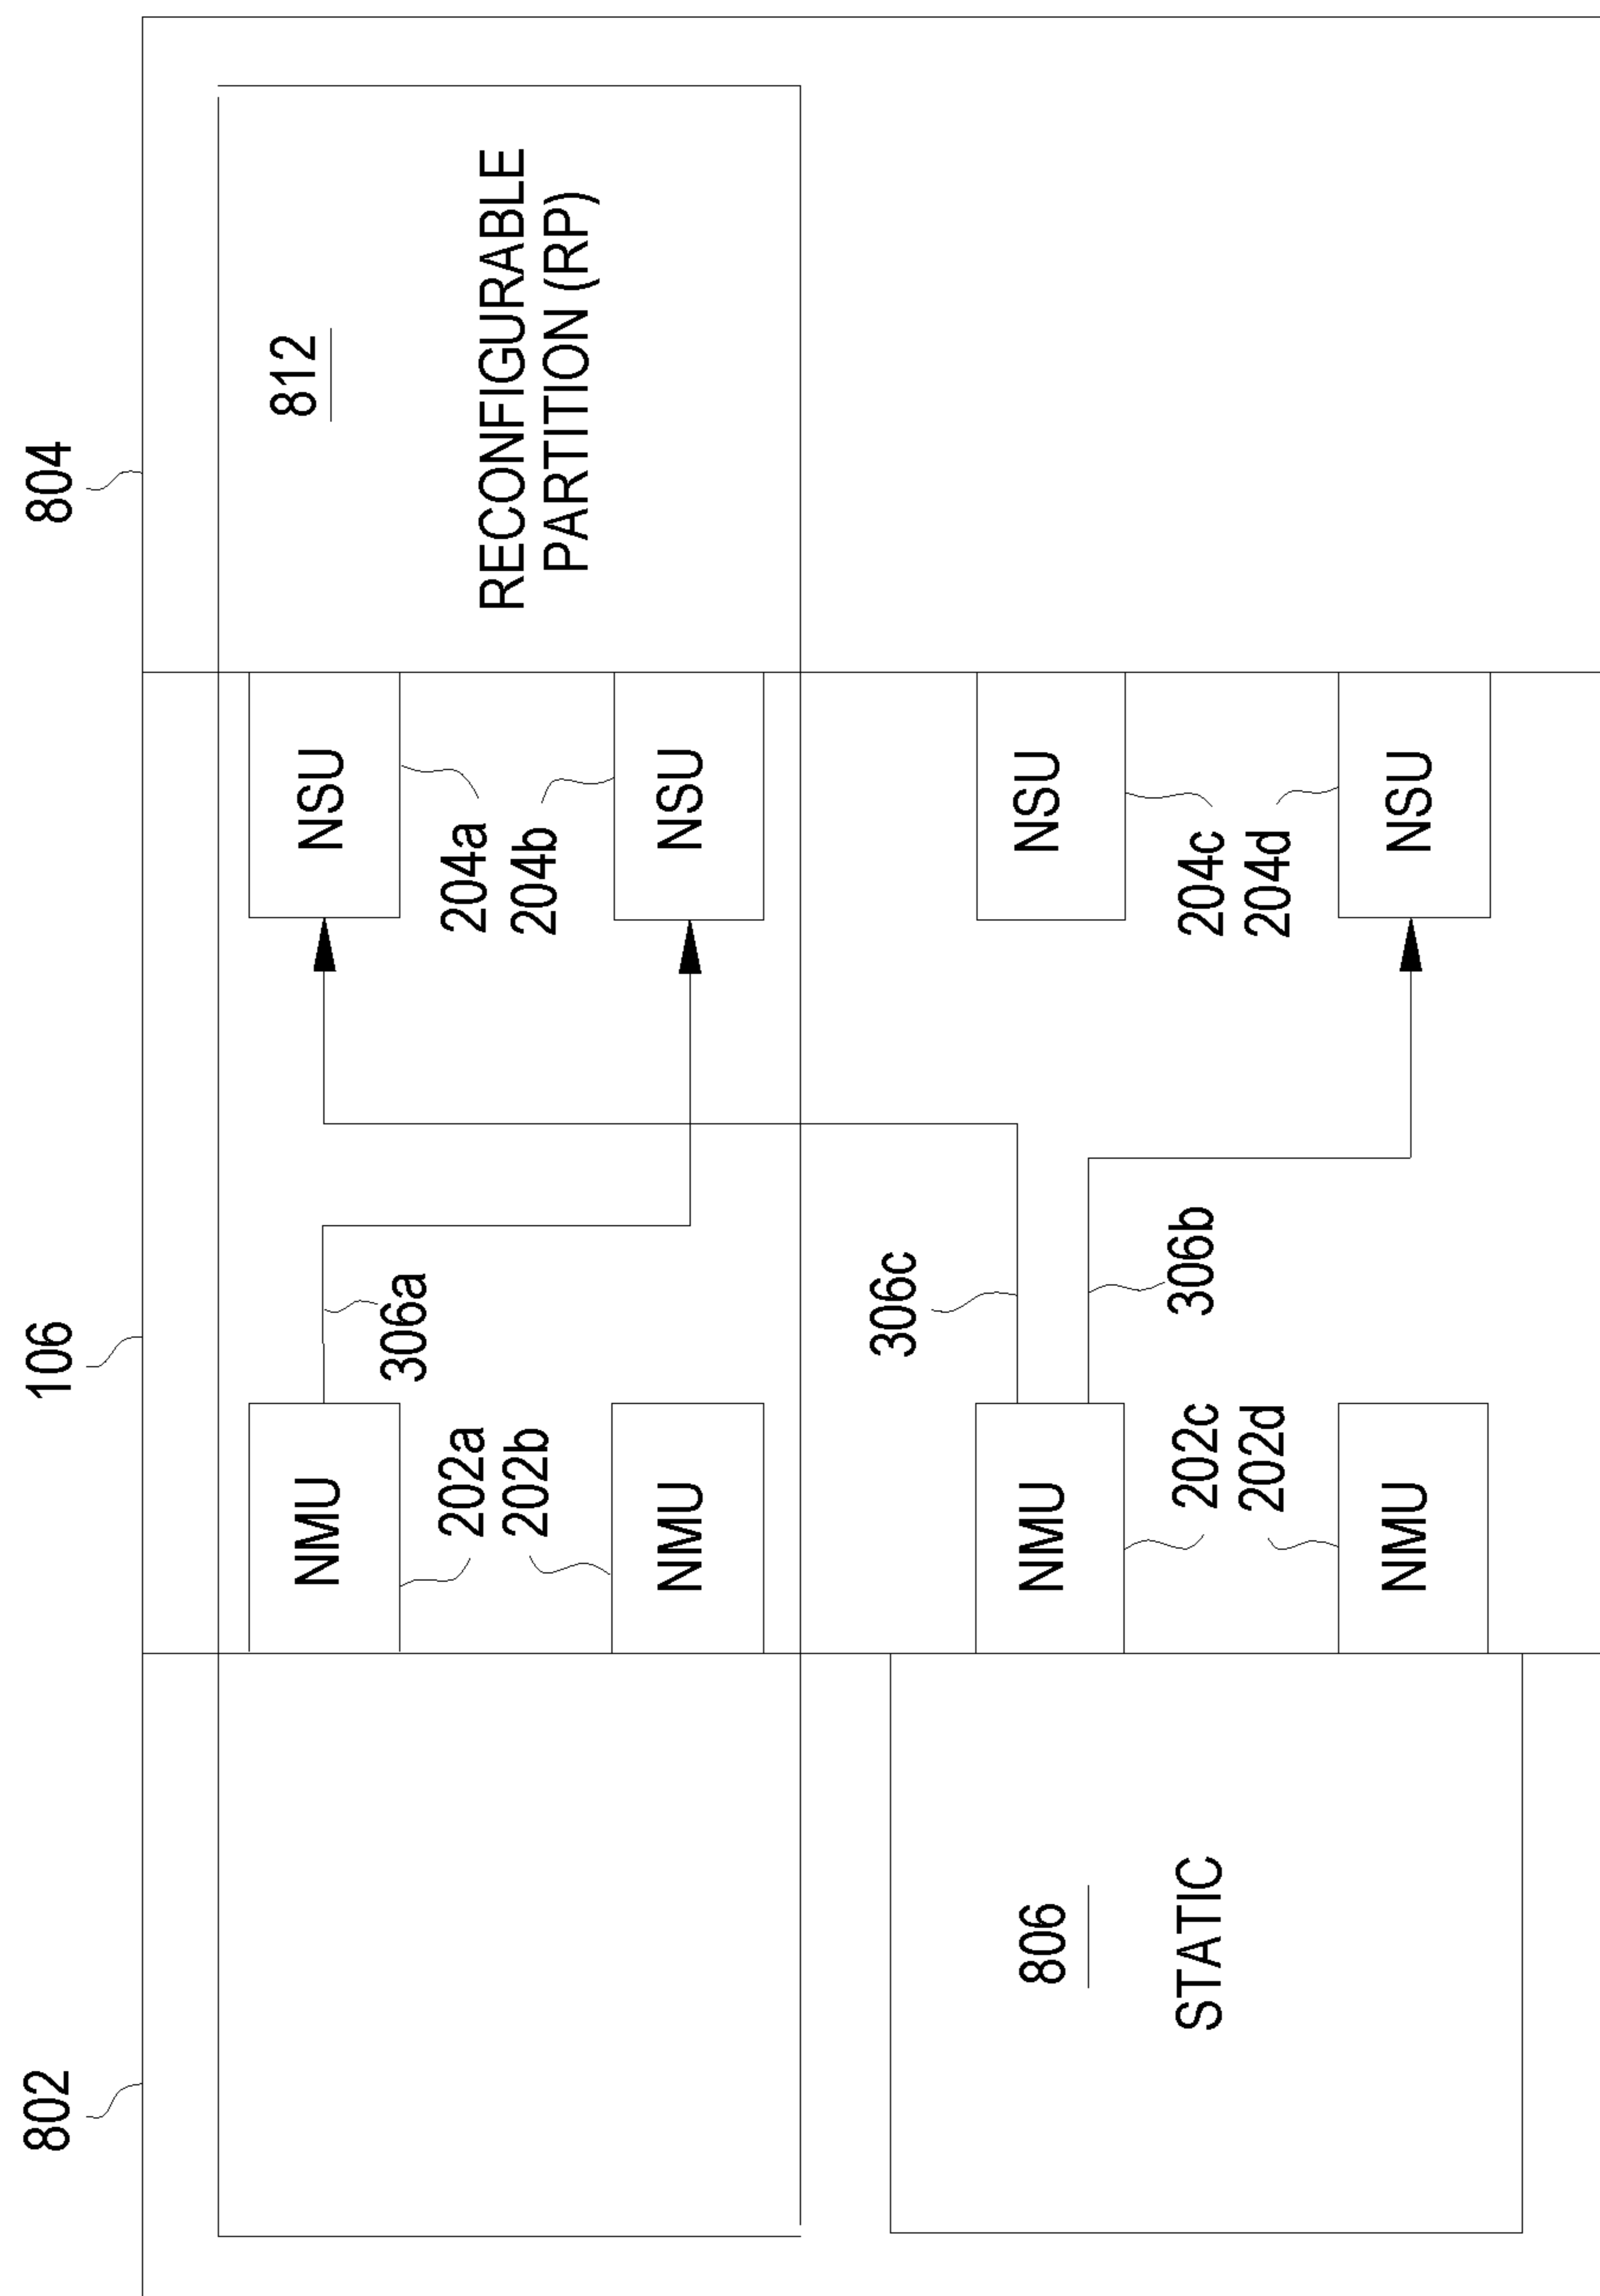 802
106
804
812
RECONFIGURABLE
PARTITION (RP)
NMU
306a
NSU
202a
202b
204a
204b
NMU
NSU
306c
806
STATIC
NMU
306b
NSU
202c
202d
204c
204d
NMU
NSU